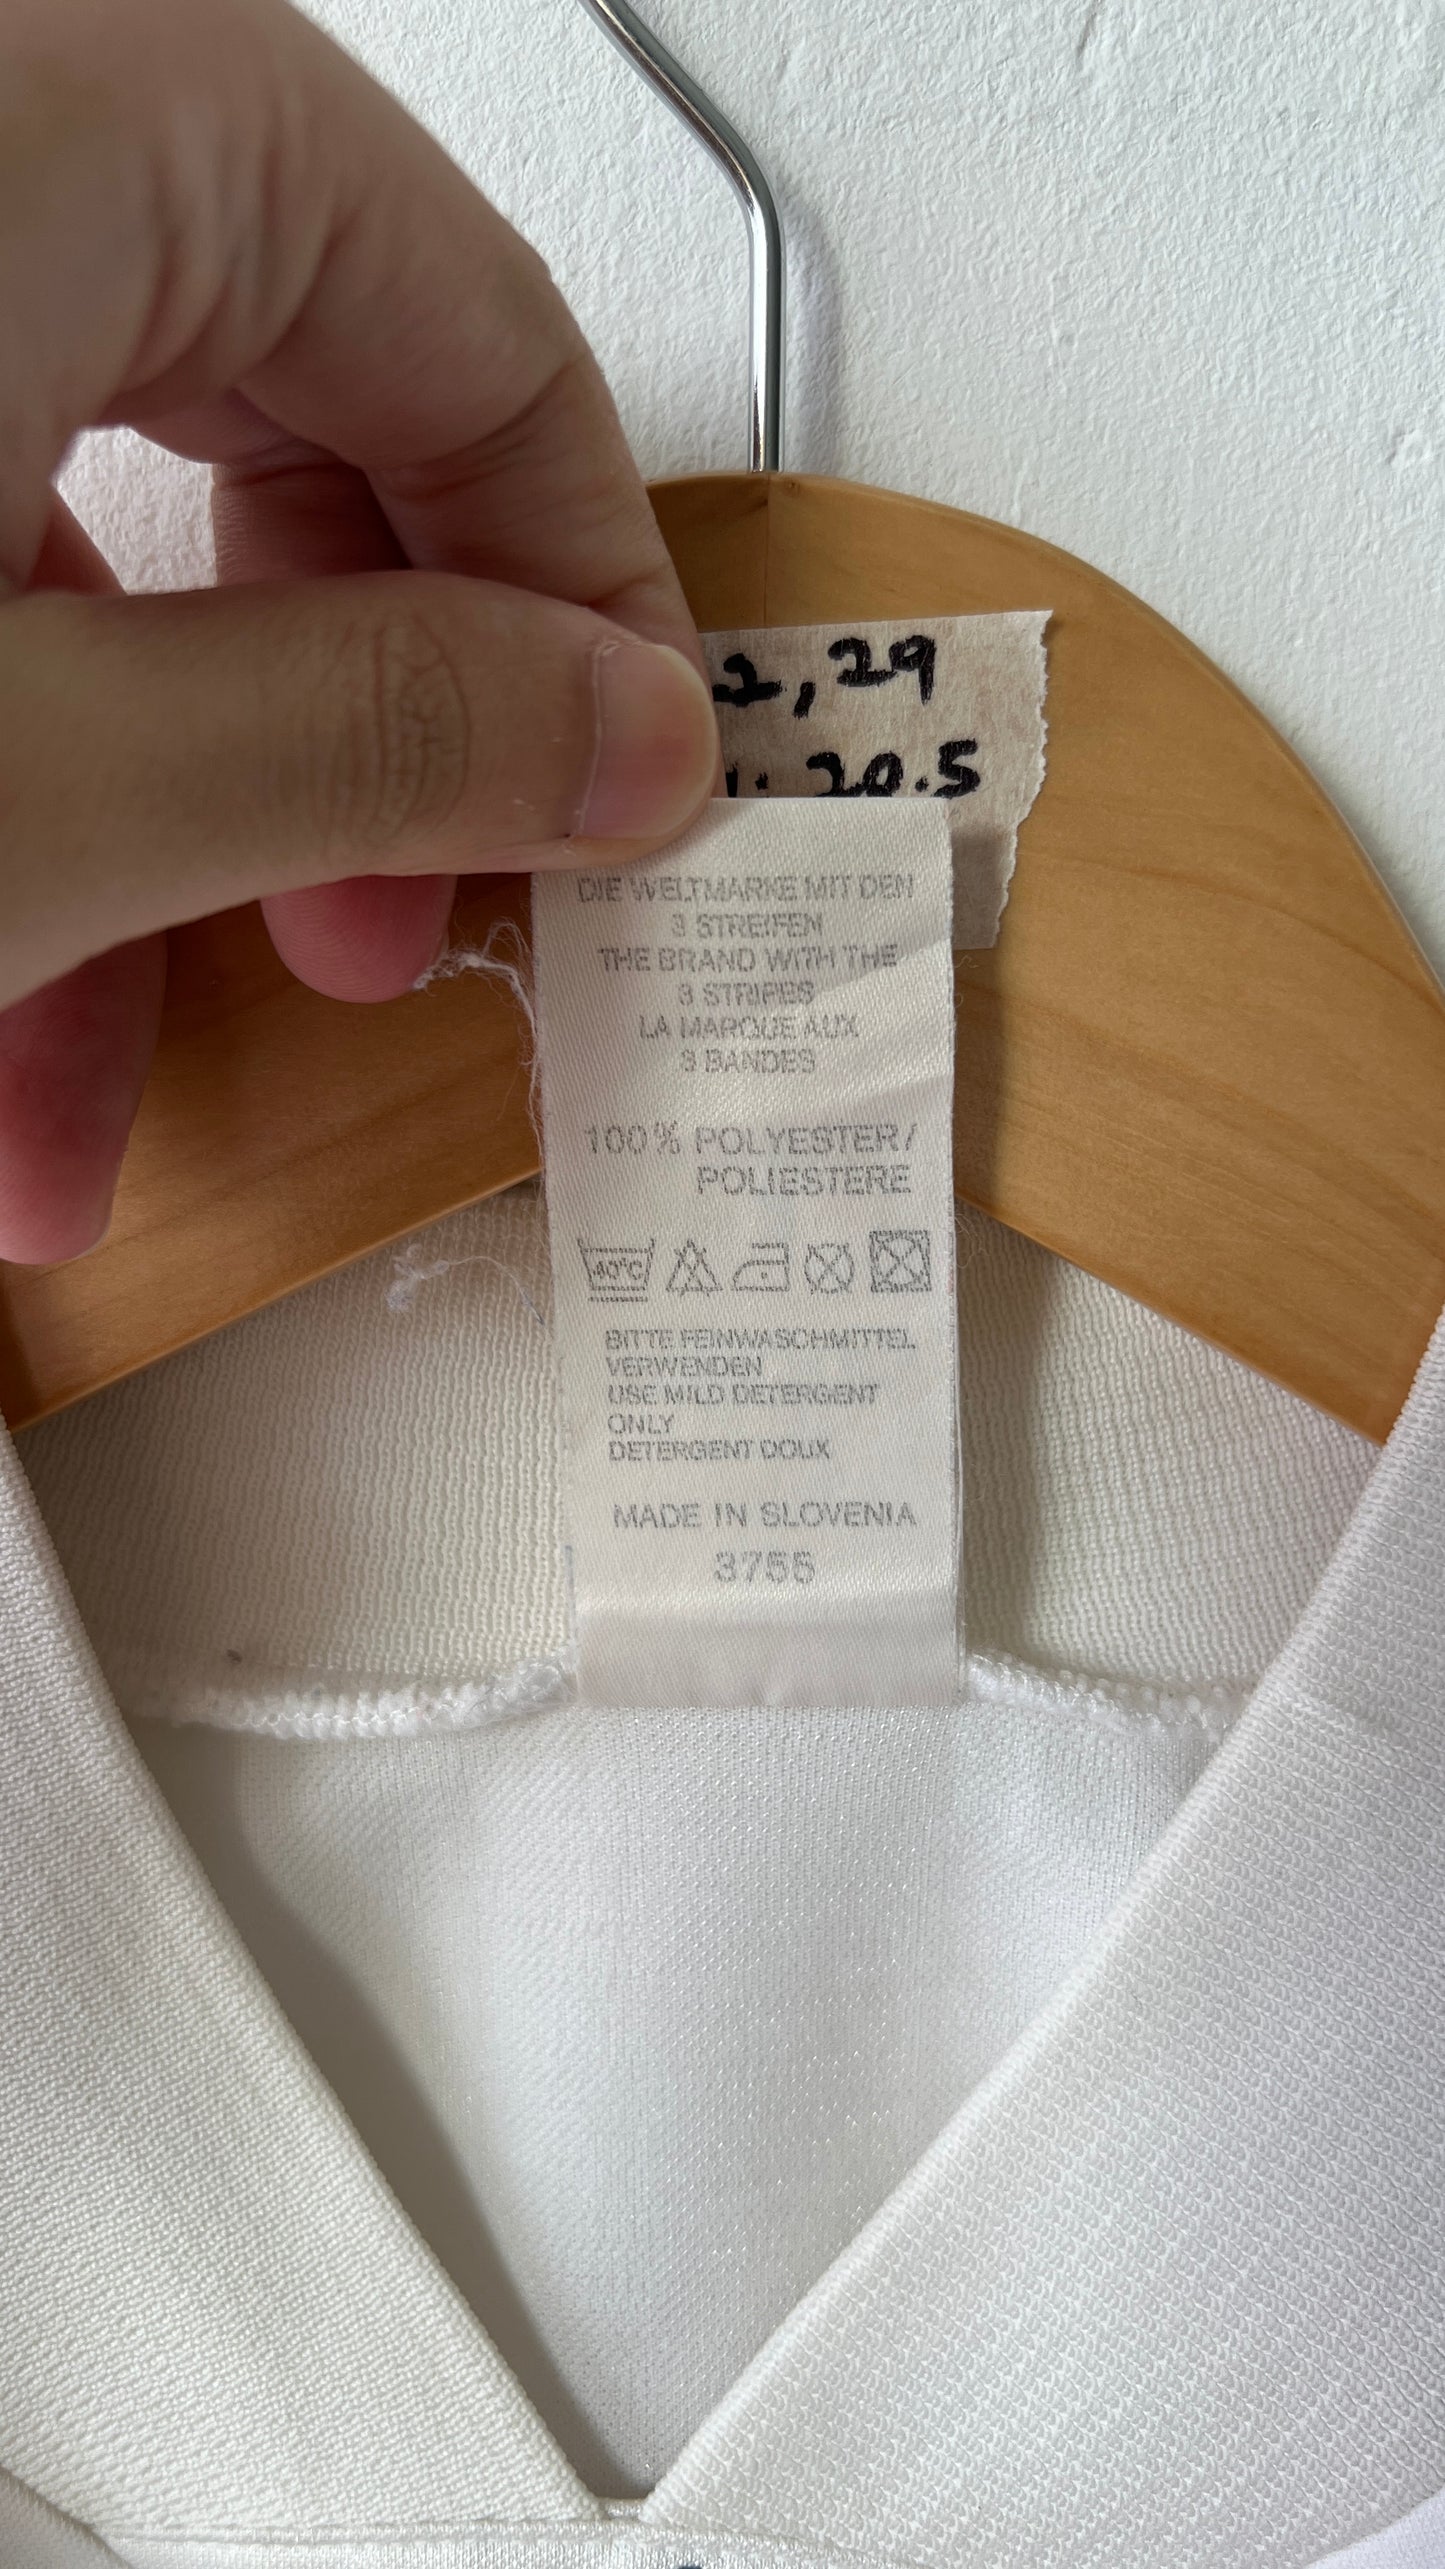 2, 29
: 20.5
DIE WELTMARKE MIT DEN
3 STREIFEN
THE BRAND WITH THE
3 STRIPES
LA MARQUE AUX
3 BANDES
100% POLYESTER/
POLIESTERE
40°C
BITTE FEINWASCHMITTEL
VERWENDEN
USE MILD DETERGENT
ONLY
DETERGENT DOUX
MADE IN SLOVENIA
3755